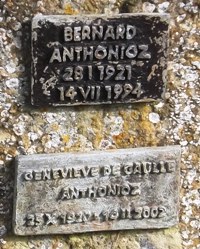 BERNARD
ANTHONIOZ
28 I 1921
14 VII 1994
GENEVIEVE DE GAULLE
ANTHONIOZ
25 X 1920 - 14 II 2002